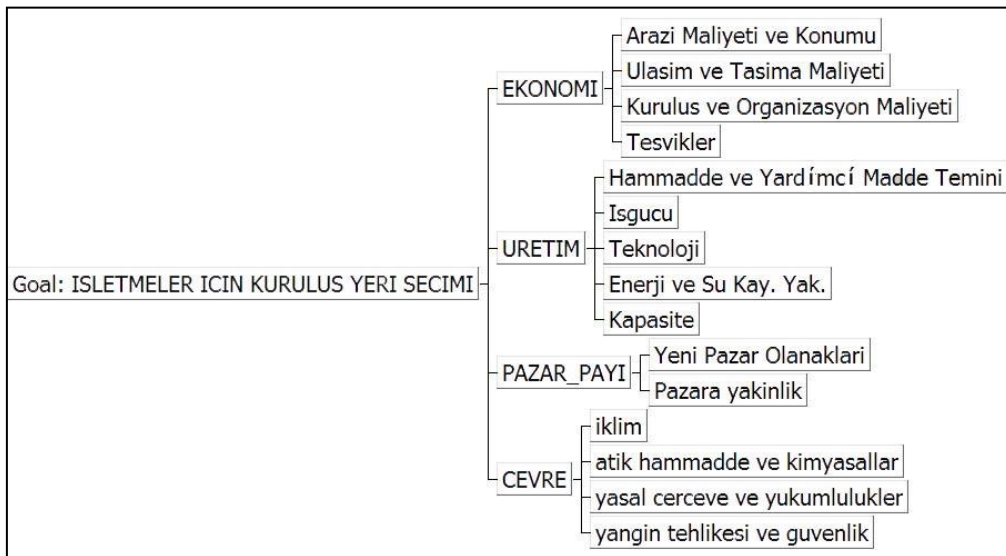 Goal: ISLETMELER ICIN KURULUS YERI SECIMI
EKONOMI
Arazi Maliyeti ve Konumu
Ulasim ve Tasima Maliyeti
Kurulus ve Organizasyon Maliyeti
Tesvikler
URETIM
Hammadde ve Yardímcí Madde Temini
Isgucu
Teknoloji
Enerji ve Su Kay. Yak.
Kapasite
PAZAR_PAYI
Yeni Pazar Olanaklari
Pazara yakinlik
CEVRE
iklim
atik hammadde ve kimyasallar
yasal cerceve ve yukumlulukler
yangin tehlikesi ve guvenlik